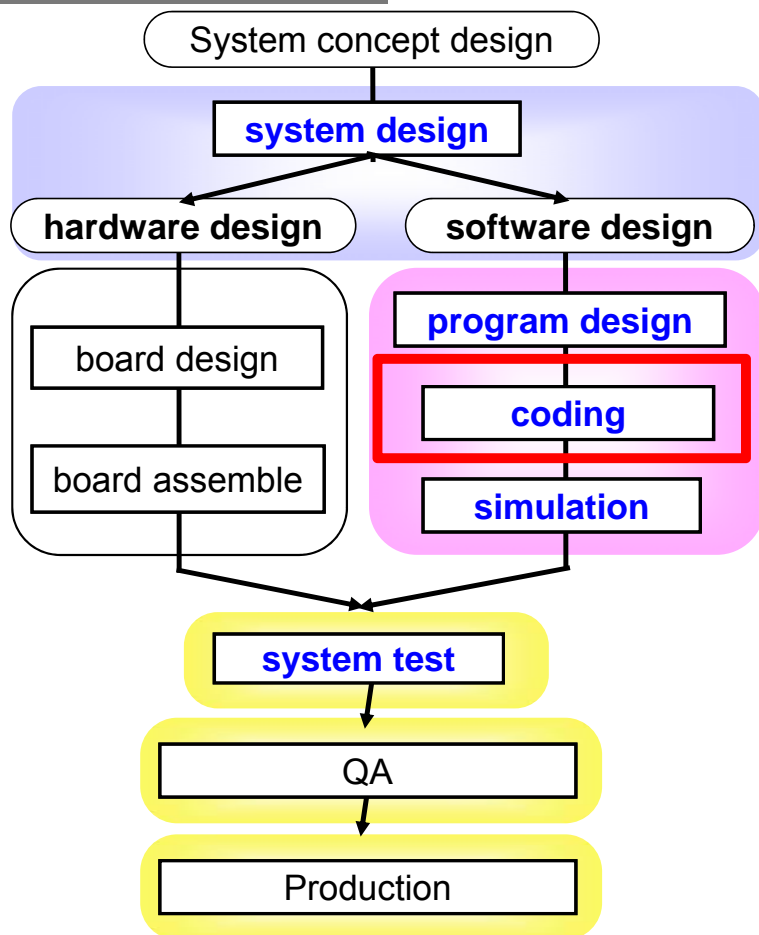 System concept design
system design
hardware design
software design
program design
board design
coding
board assemble
simulation
system test
QA
Production